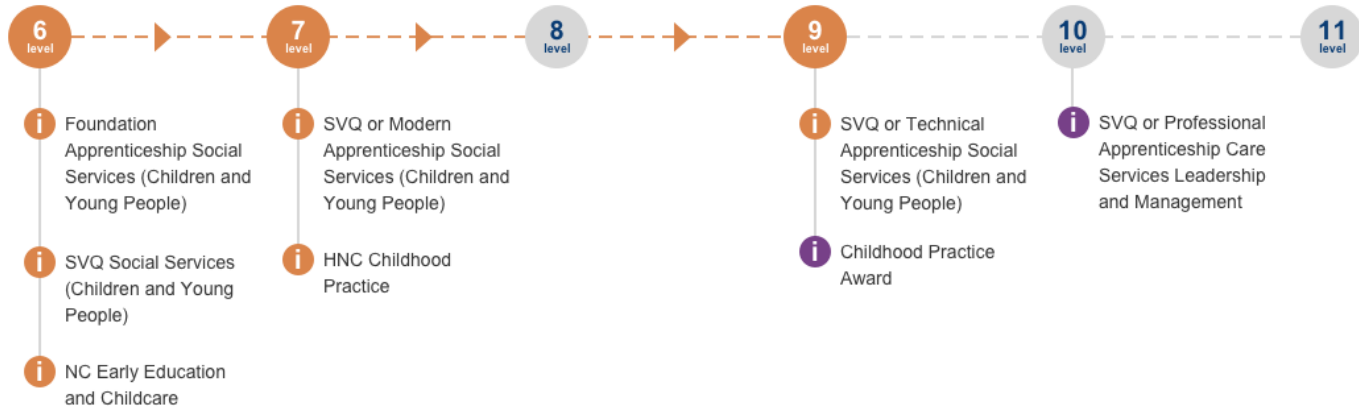 6
level
7
level
8
level
9
level
10
level
11
level
i
Foundation
Apprenticeship Social
Services (Children and
Young People)
i
SVQ Social Services
(Children and Young
People)
i
NC Early Education
and Childcare
i
SVQ or Modern
Apprenticeship Social
Services (Children and
Young People)
i
HNC Childhood
Practice
i
SVQ or Technical
Apprenticeship Social
Services (Children and
Young People)
i
Childhood Practice
Award
i
SVQ or Professional
Apprenticeship Care
Services Leadership
and Management